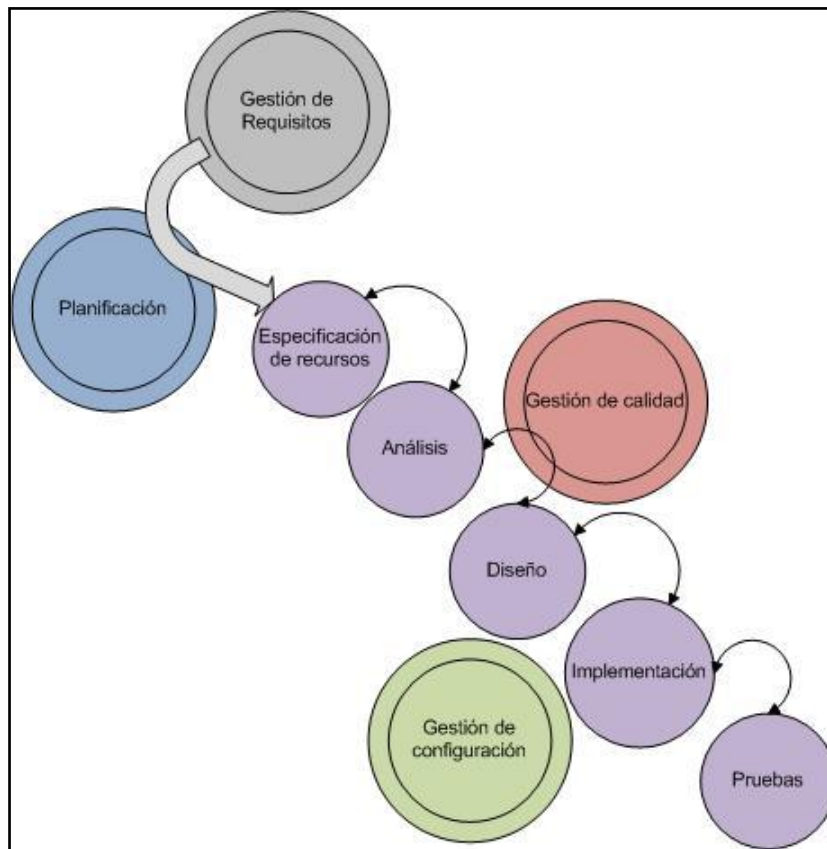 Gestión de
Requisitos
Planificación
Especificación
de recursos
Gestión de calidad
Análisis
Diseño
Implementación
Gestión de
configuración
Pruebas